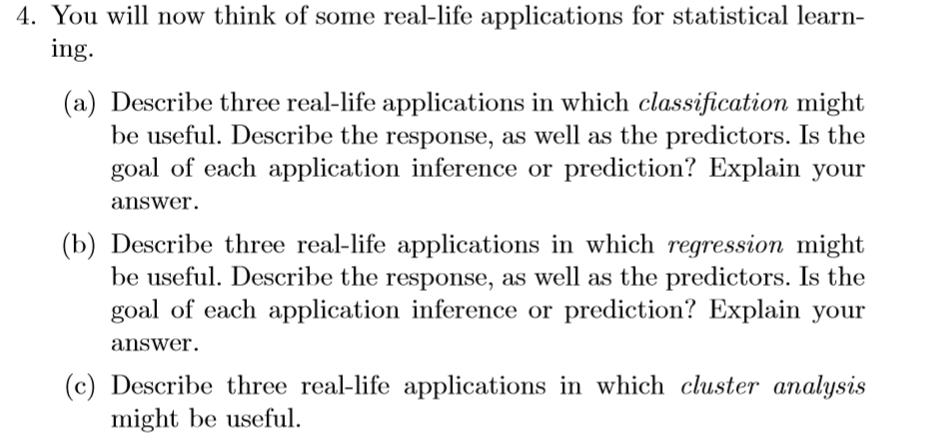 4. You will now think of some real-life applications for statistical learn-
ing.
(a) Describe three real-life applications in which classification might
be useful. Describe the response, as well as the predictors. Is the
goal of each application inference or prediction? Explain your
answer.
(b) Describe three real-life applications in which regression might
be useful. Describe the response, as well as the predictors. Is the
goal of each application inference or prediction? Explain your
answer.
(c) Describe three real-life applications in which cluster analysis
might be useful.